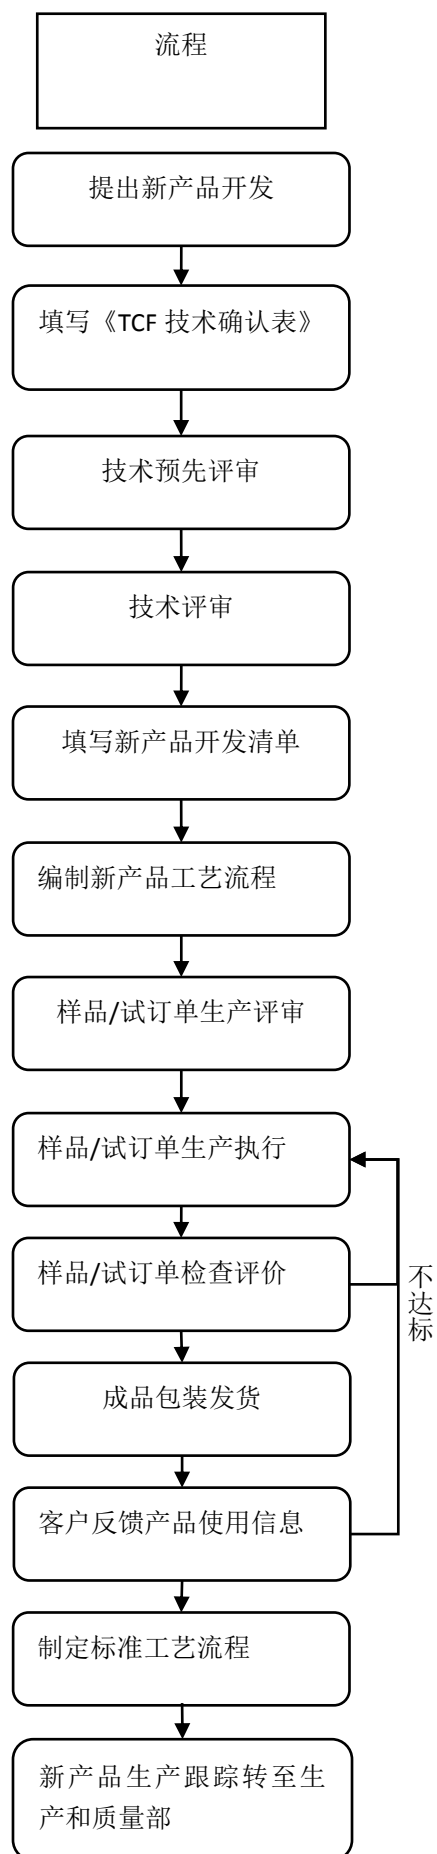 流程
提出新产品开发
填写《TCF 技术确认表》
技术预先评审
技术评审
填写新产品开发清单
编制新产品工艺流程
样品/试订单生产评审
样品/试订单生产执行
样品/试订单检查评价
不达标
成品包装发货
客户反馈产品使用信息
制定标准工艺流程
新产品生产跟踪转至生
产和质量部